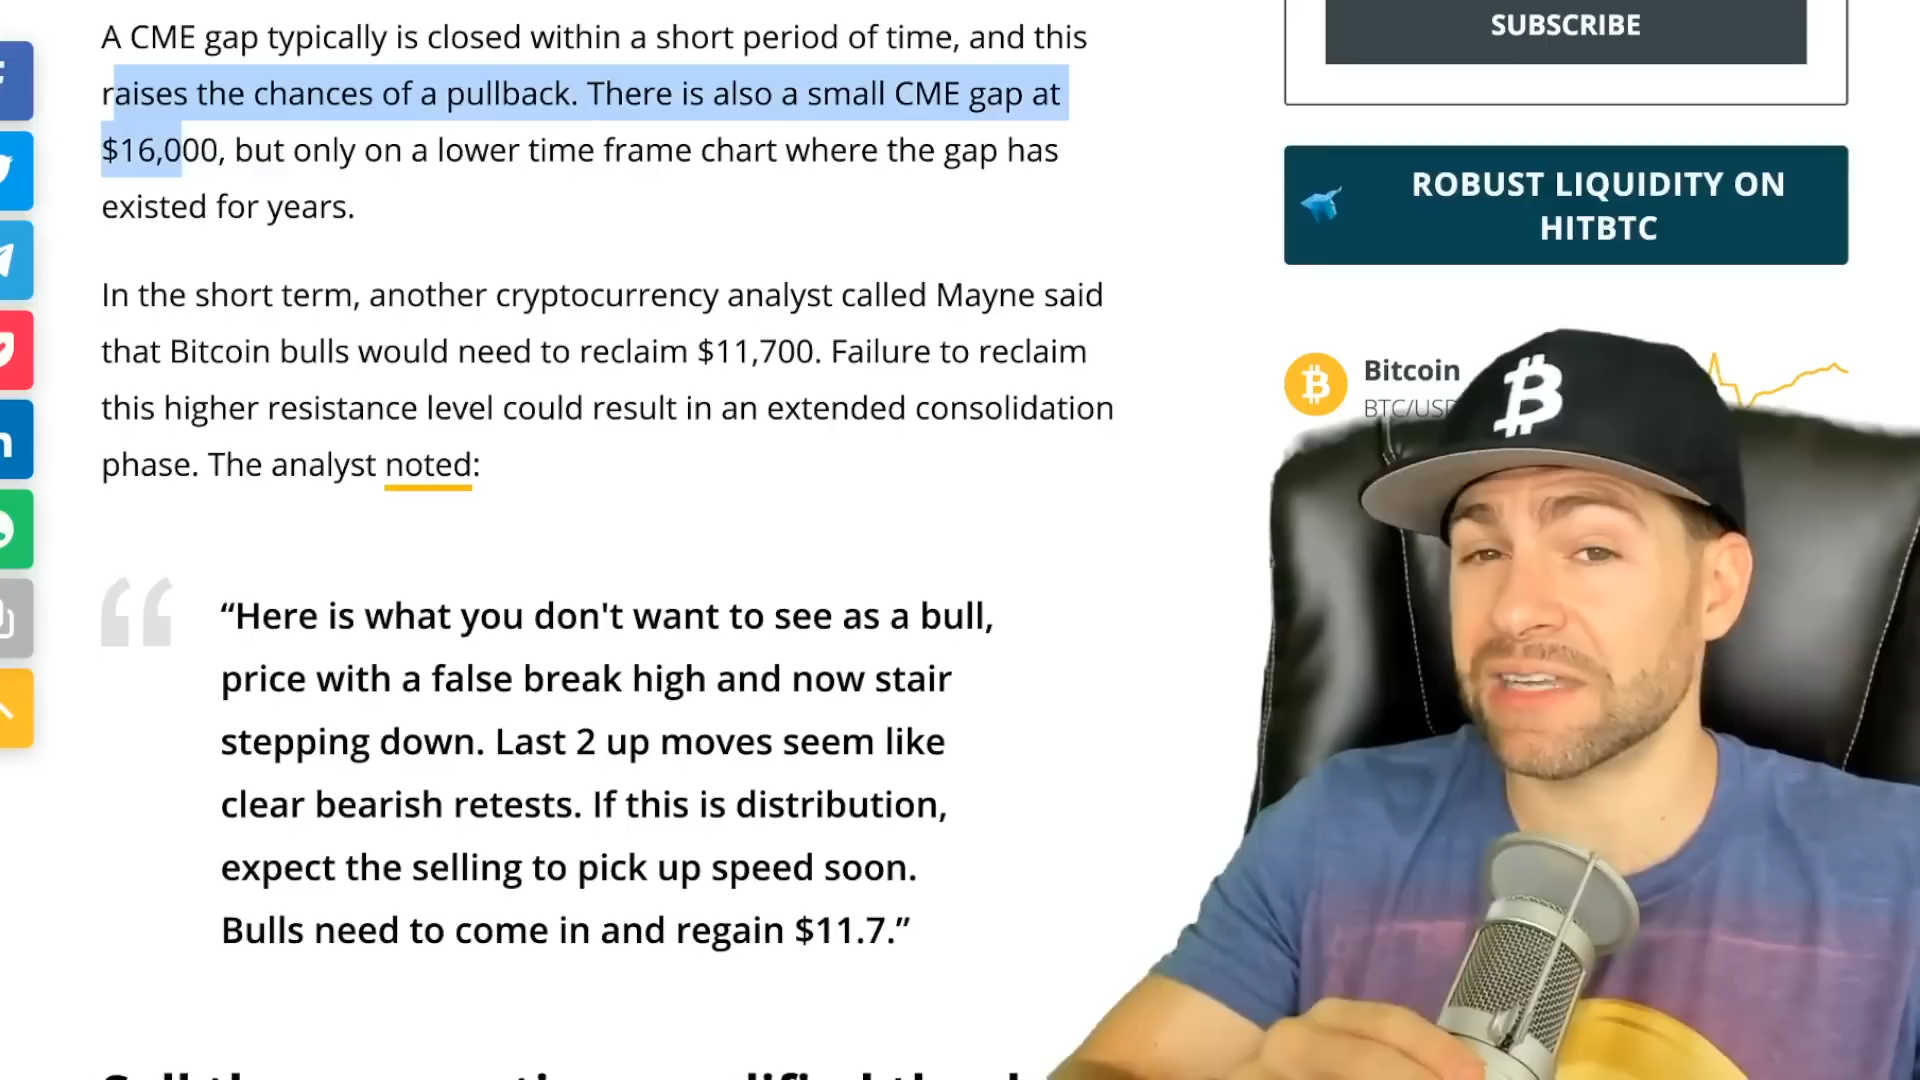 A CME gap typically is closed within a short period of time, and this
raises the chances of a pullback. There is also a small CME gap at
$16,000, but only on a lower time frame chart where the gap has
existed for years.
In the short term, another cryptocurrency analyst called Mayne said
that Bitcoin bulls would need to reclaim $11,700. Failure to reclaim
this higher resistance level could result in an extended consolidation
phase. The analyst noted:
“Here is what you don't want to see as a bull,
price with a false break high and now stair
stepping down. Last 2 up moves seem like
clear bearish retests. If this is distribution,
expect the selling to pick up speed soon.
Bulls need to come in and regain $11.7.”
SUBSCRIBE
ROBUST LIQUIDITY ON
HITBTC
Bitcoin
BTC/USD